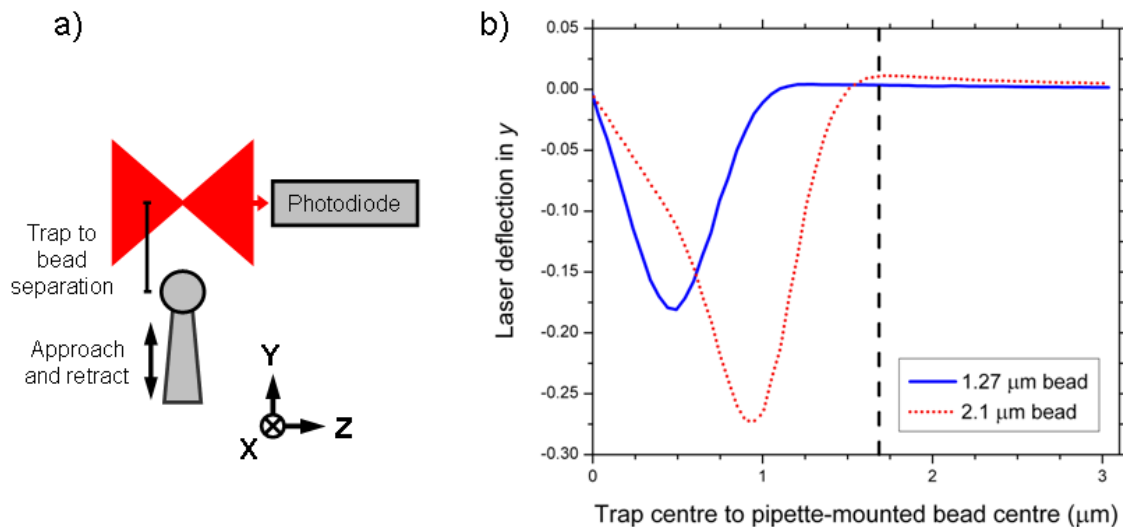 a)
Photodiode
Trap to
bead
separation
Approach
and retract
Y
X
Z
b)
Laser deflection in y
0.05
0.00
-0.05
-0.10
-0.15
-0.20
-0.25
-0.30
0
1
2
3
1.27 μm bead
2.1 μm bead
Trap centre to pipette-mounted bead centre (μm)